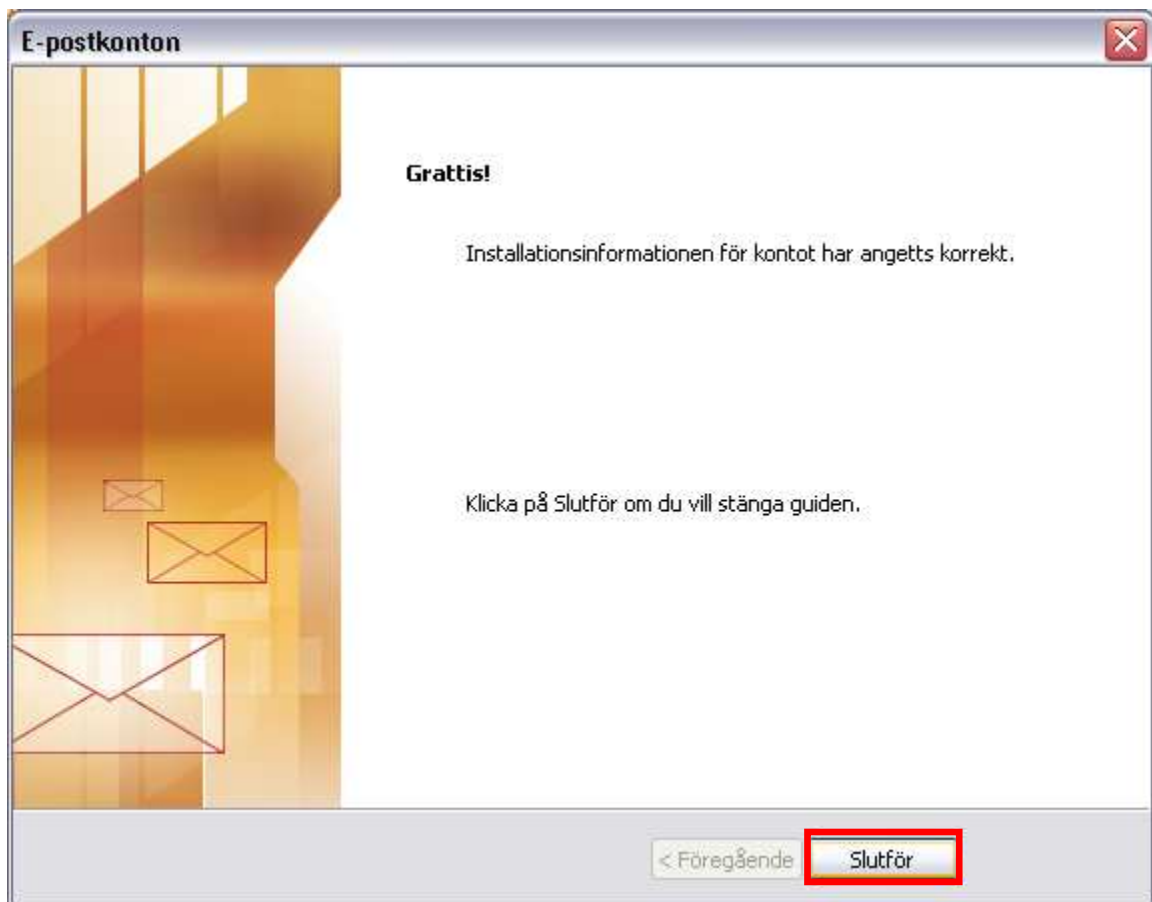 E-postkonton
Grattis!
Installationsinformationen för kontot har angetts korrekt.
Klicka på Slutför om du vill stänga guiden.
< Föregående
Slutför